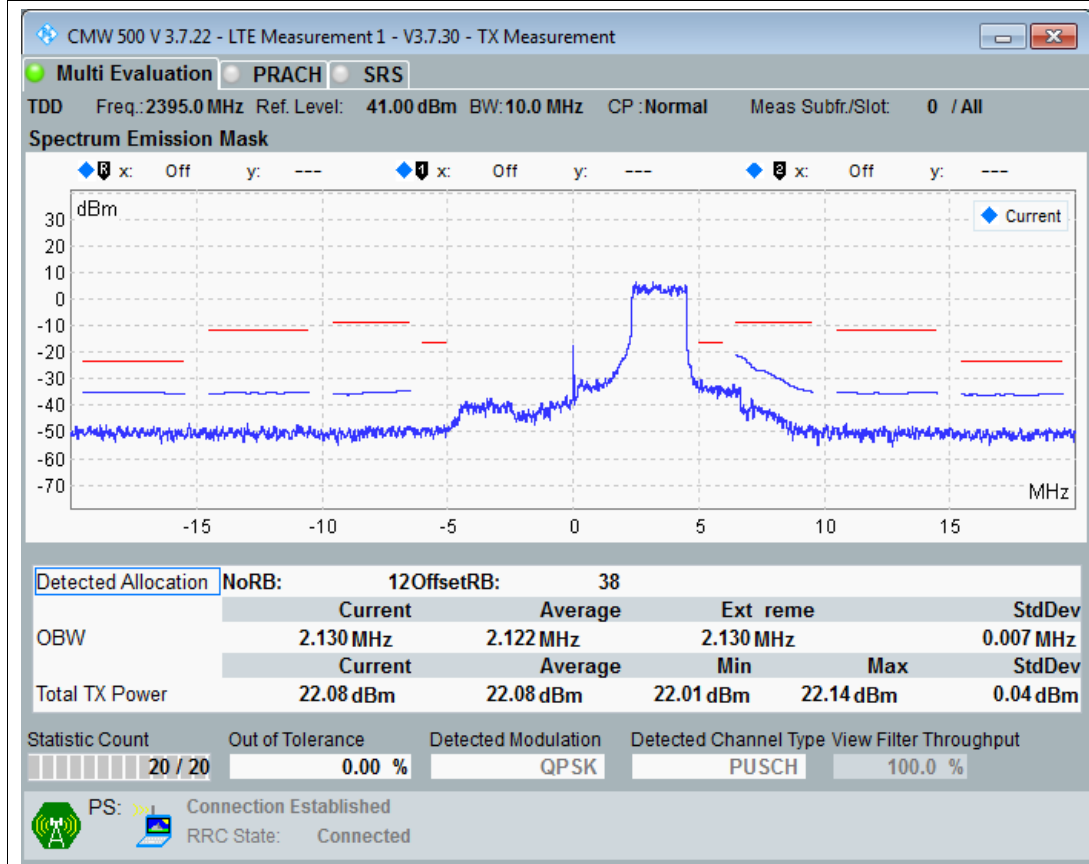 CMW 500 V 3.7.22 - LTE Measurement 1 - V3.7.30 - TX Measurement
Multi Evaluation PRACH SRS
TDD Freq.: 2395.0 MHz Ref. Level: 41.00 dBm BW: 10.0 MHz CP : Normal Meas Subfr./Slot: 0 / All
Spectrum Emission Mask
R x: Off y: --- 1 x: Off y: --- 2 x: Off y: ---
dBm
Current
30
20
10
0
-10
-20
-30
-40
-50
-60
-70
MHz
-15 -10 -5 0 5 10 15
Detected Allocation NoRB: 12 OffsetRB: 38
Current Average Ext reme StdDev
OBW 2.130 MHz 2.122 MHz 2.130 MHz 0.007 MHz
Current Average Min Max StdDev
Total TX Power 22.08 dBm 22.08 dBm 22.01 dBm 22.14 dBm 0.04 dBm
Statistic Count Out of Tolerance Detected Modulation Detected Channel Type View Filter Throughput
20 / 20 0.00 % QPSK PUSCH 100.0 %
PS: Connection Established
RRC State: Connected